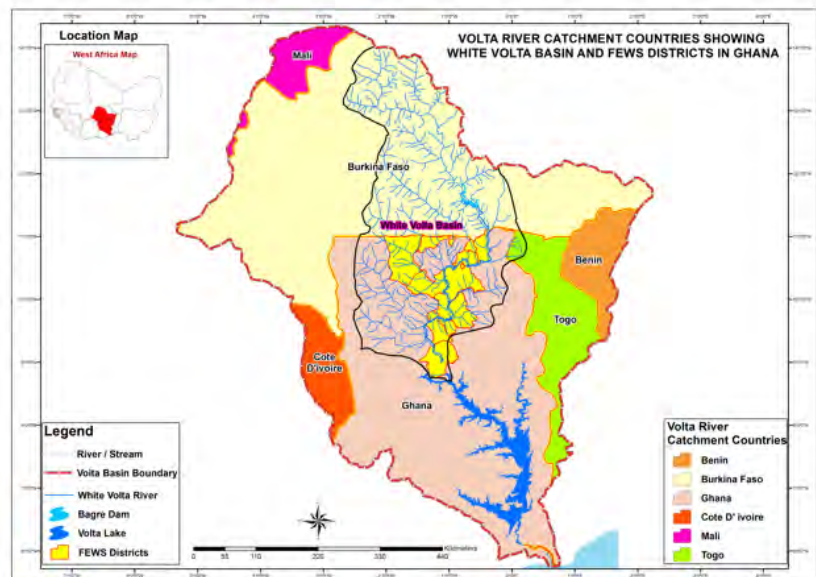 VOLTA RIVER CATCHMENT COUNTRIES SHOWING
WHITE VOLTA BASIN AND FEWS DISTRICTS IN GHANA
Location Map
West Africa Map
Mali
Burkina Faso
White Volta Basin
Benin
Togo
Cote
D'ivoire
Ghana
Legend
River / Stream
Volta Basin Boundary
White Volta River
Bagre Dam
Volta Lake
FEWS Districts
0 55 110 220 330 440
Kilometers
Volta River
Catchment Countries
Benin
Burkina Faso
Ghana
Cote D' ivoire
Mali
Togo